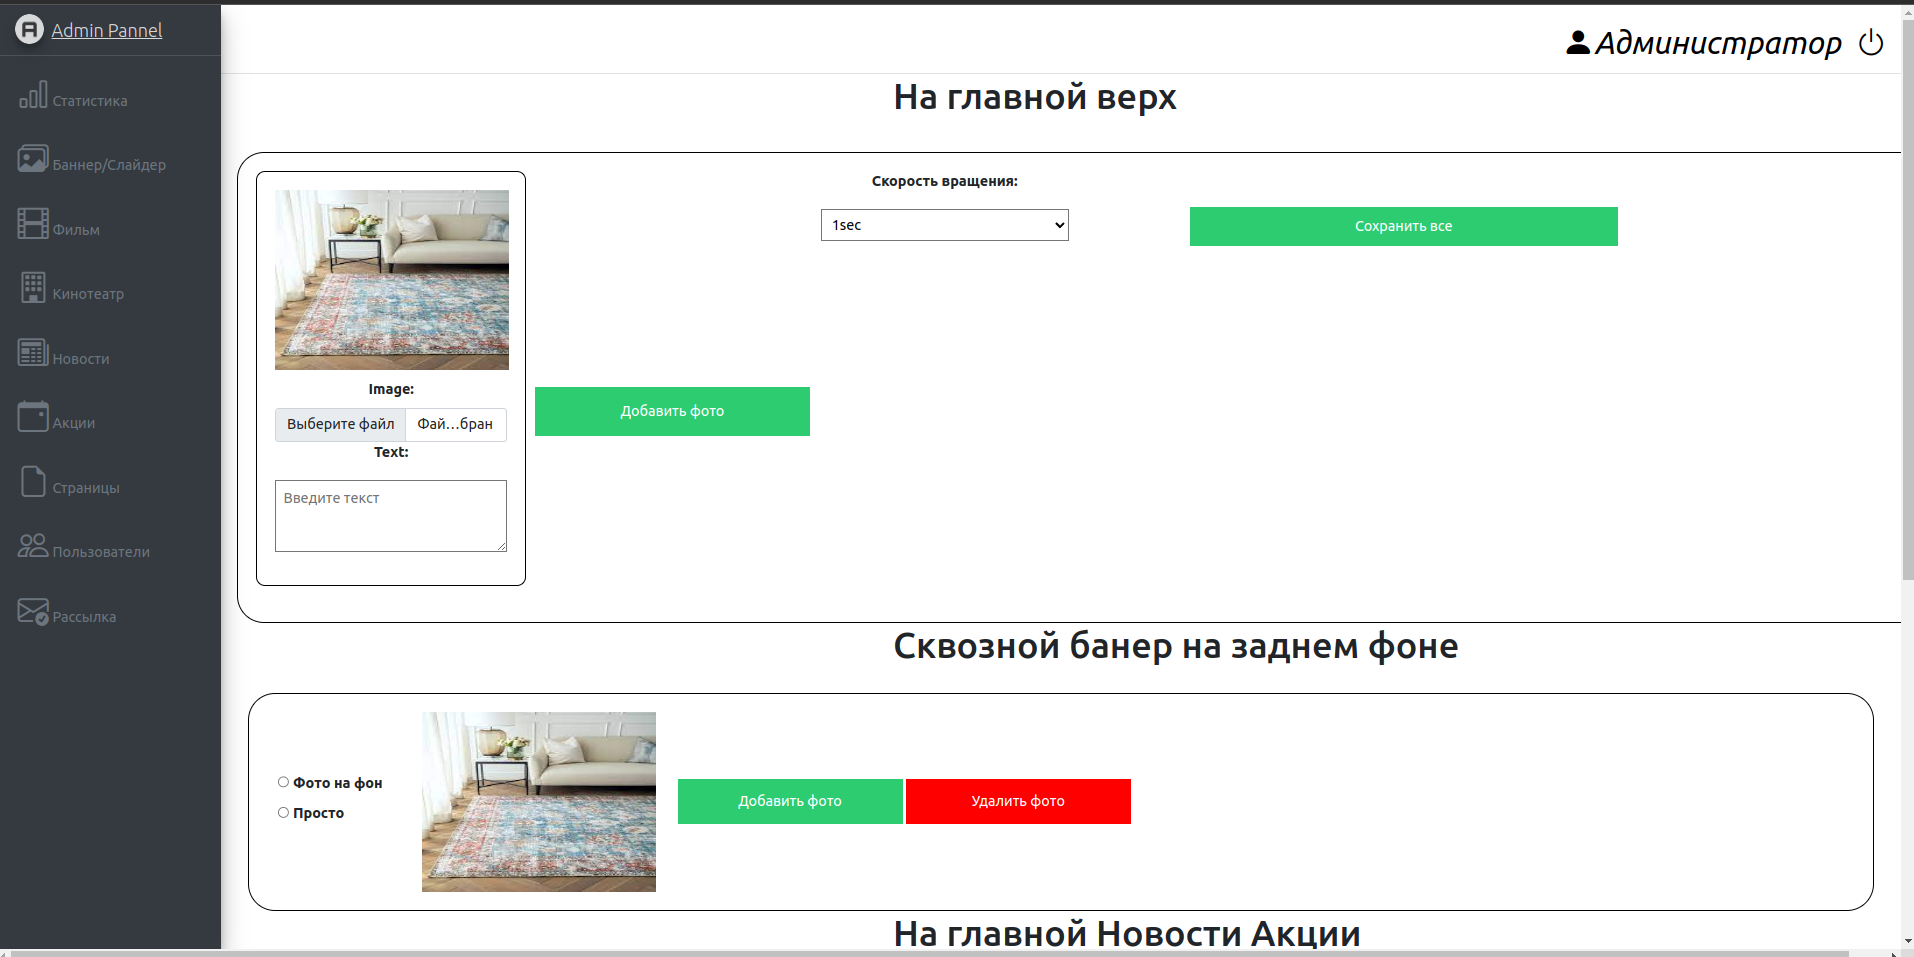 Admin Pannel
Статистика
Баннер/Слайдер
Фильм
Кинотеатр
Новости
Акции
Страницы
Пользователи
Рассылка
Администратор
На главной верх
Скорость вращения:
1sec
Сохранить все
Image:
Выберите файл Фай...бран
Добавить фото
Text:
Введите текст
Сквозной банер на заднем фоне
Фото на фон
Просто
Добавить фото Удалить фото
На главной Новости Акции